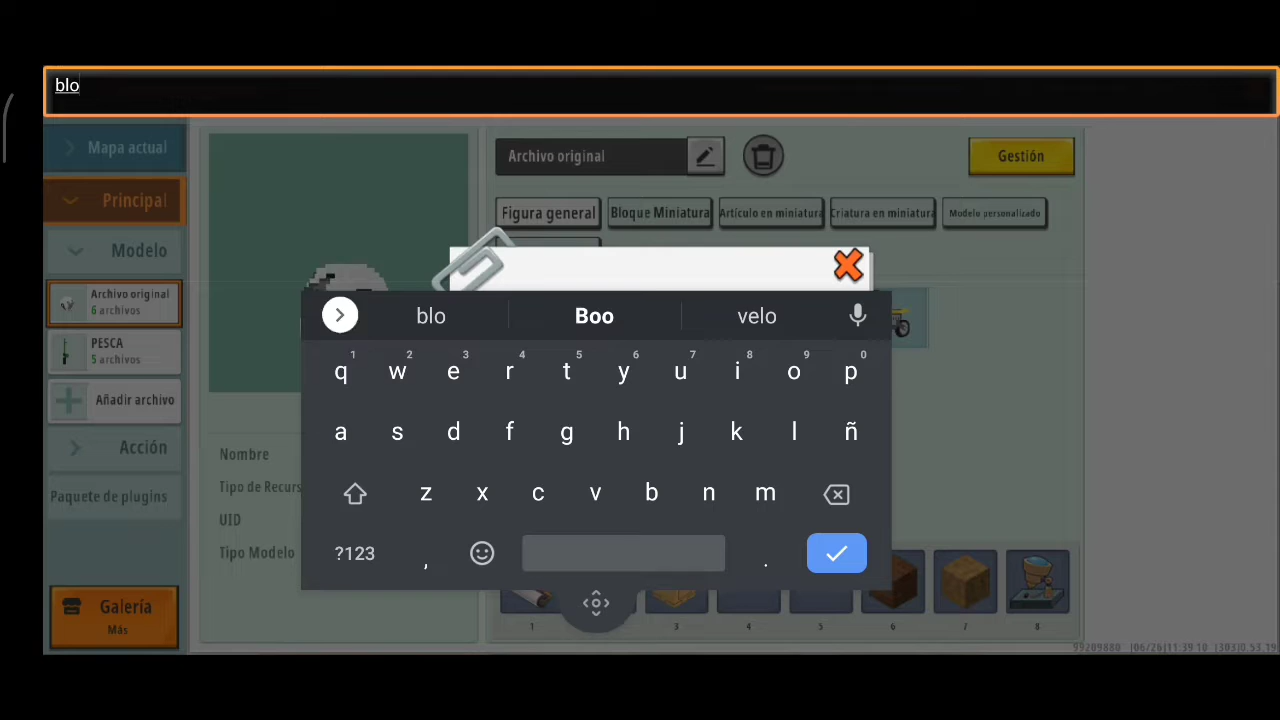 blo
Mapa actual
Principal
Modelo
Archivo original
6 archivos
PESCA
5 archivos
Añadir archivo
Acción
Paquete de plugins
Galería
Más
Nombre
Tipo de Recurs
UID
Tipo Modelo
Archivo original
Gestión
Figura general
Bloque Miniatura
Artículo en miniatura
Criatura en miniatura
Modelo personalizado
blo
Boo
velo
1 2 3 4 5 6 7 8 9 0
q w e r t y u i o p
a s d f g h j k l ñ
z x c v b n m
?123 , .
1 3 4 5 6 7 8